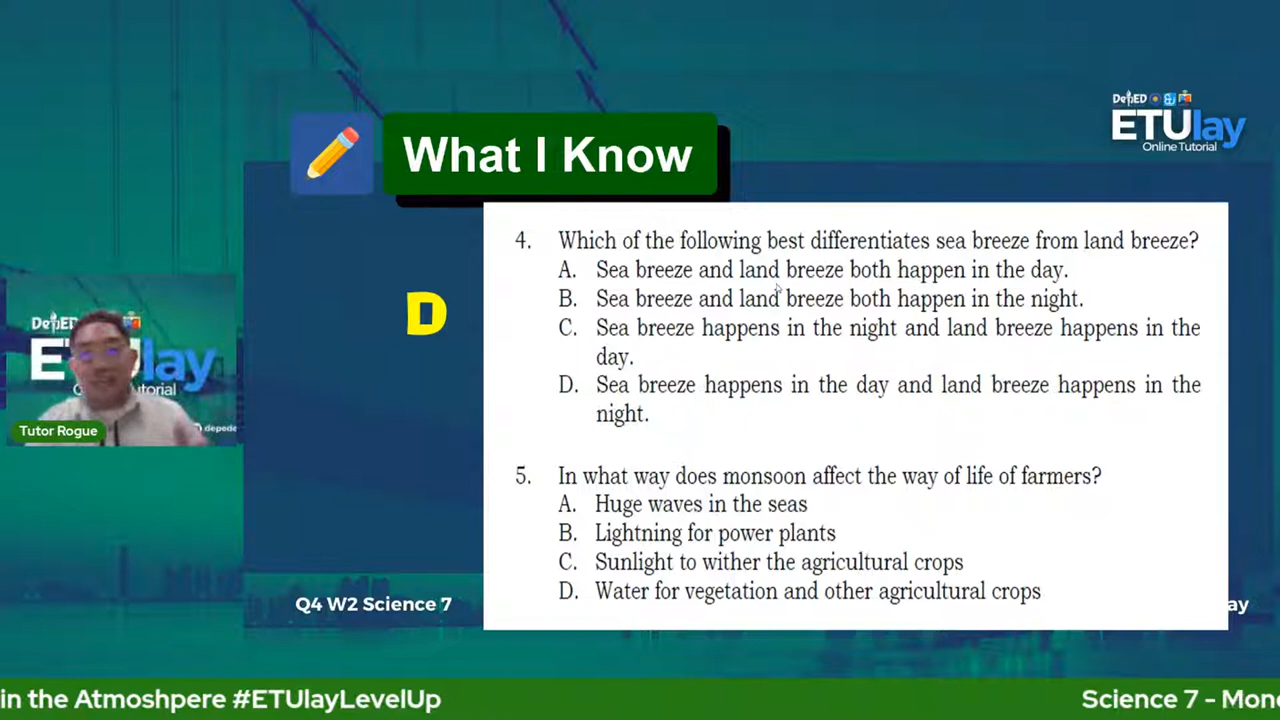 DepED
ETUlay
Online Tutorial
What I Know
4. Which of the following best differentiates sea breeze from land breeze?
A. Sea breeze and land breeze both happen in the day.
B. Sea breeze and land breeze both happen in the night.
C. Sea breeze happens in the night and land breeze happens in the
day.
D. Sea breeze happens in the day and land breeze happens in the
night.
D
5. In what way does monsoon affect the way of life of farmers?
A. Huge waves in the seas
B. Lightning for power plants
C. Sunlight to wither the agricultural crops
D. Water for vegetation and other agricultural crops
Tutor Rogue
Q4 W2 Science 7
ay
in the Atmoshpere #ETUlayLevelUp
Science 7 - Mon